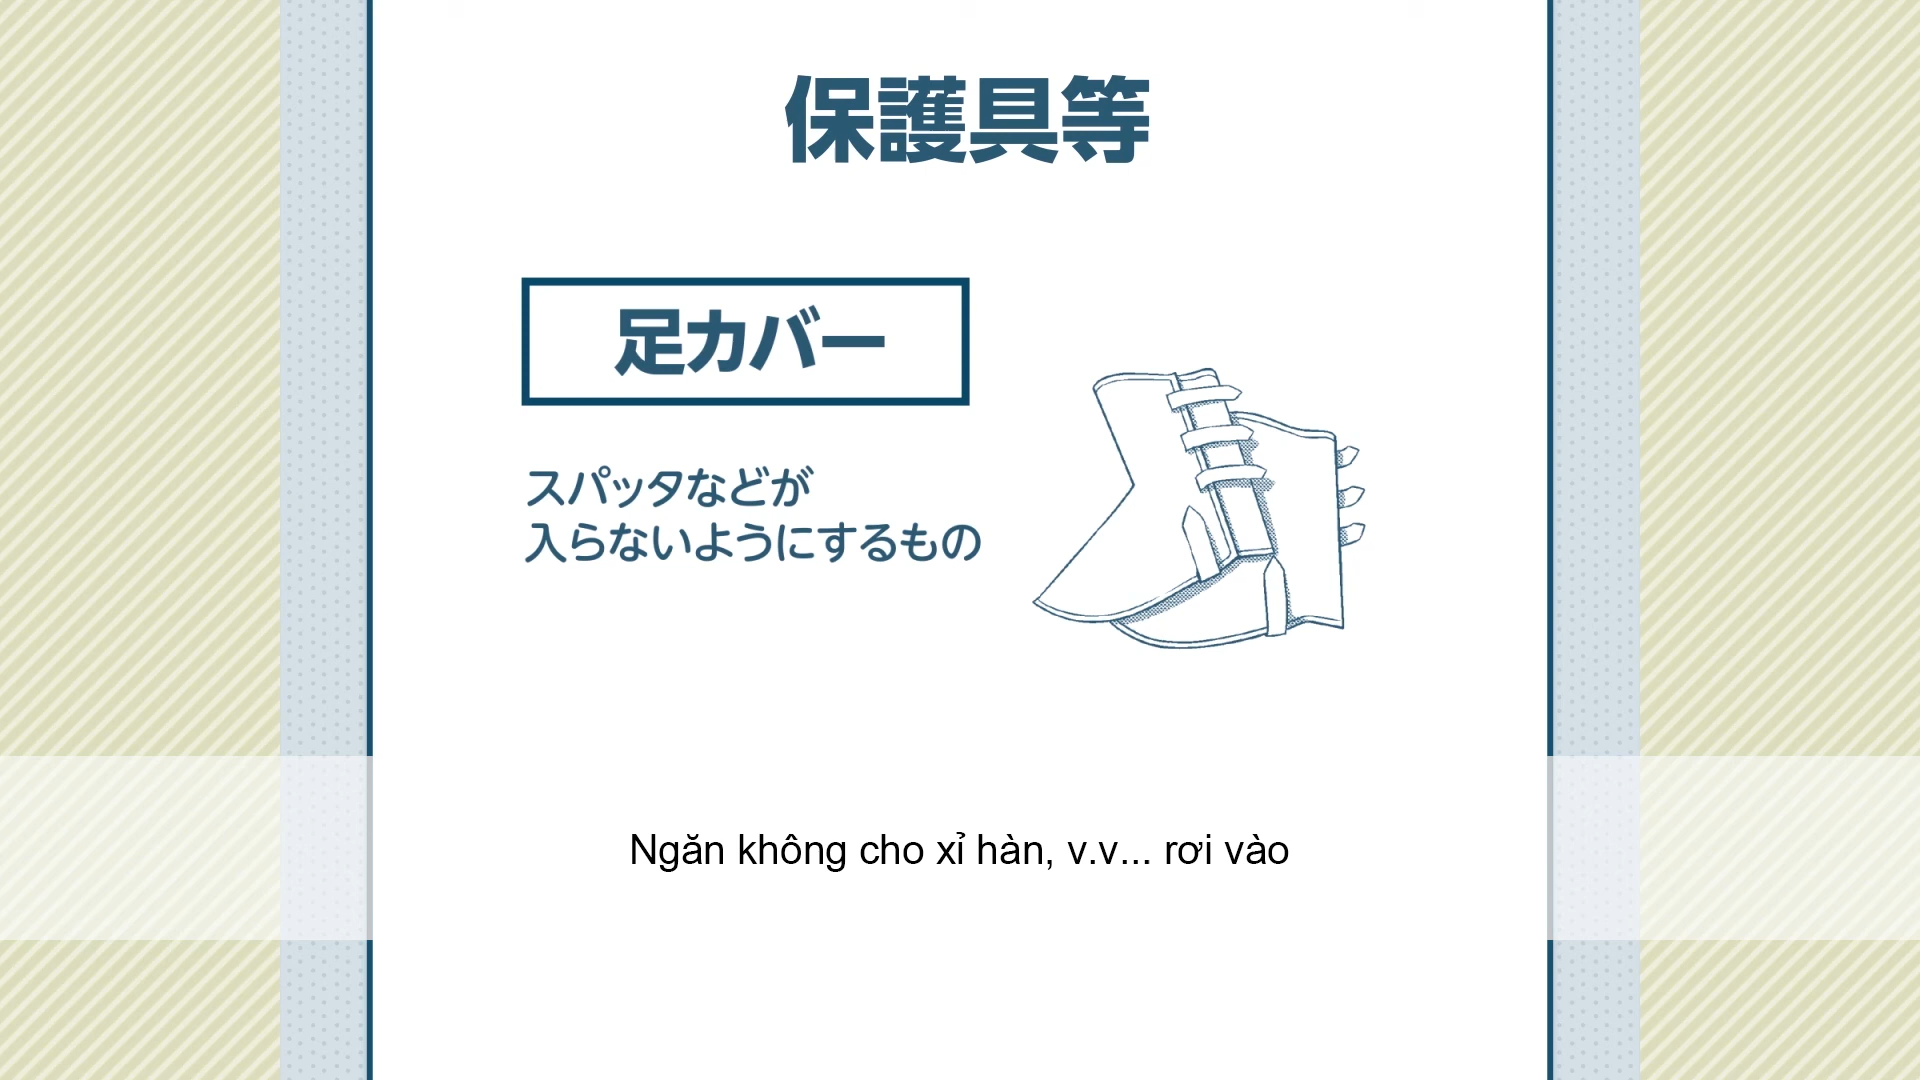 保護具等
足カバー
スパッタなどが
入らないようにするもの
Ngăn không cho xỉ hàn, v.v... rơi vào